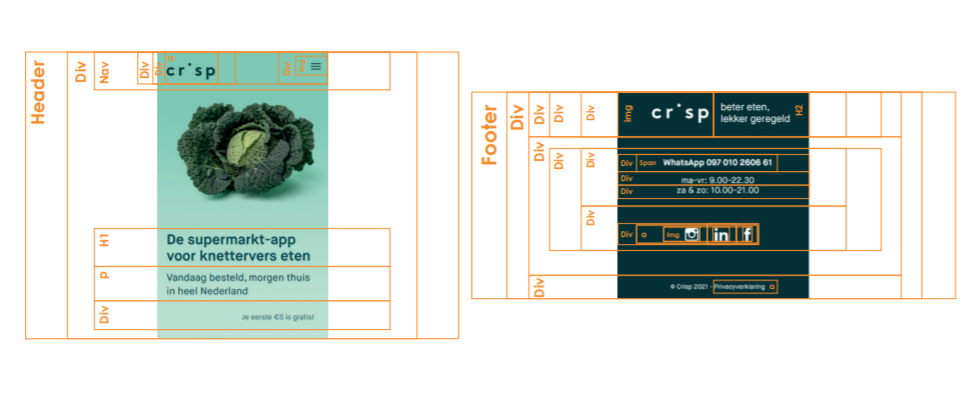 Header
Div
Nav
Div
Div
a
cr•sp
Div
Img
H1
De supermarkt-app
voor knettervers eten
p
Vandaag besteld, morgen thuis
in heel Nederland
Div
Je eerste €5 is gratis!
Footer
Div
Div
Div
Div
Img
cr•sp
beter eten,
lekker geregeld
H2
Div
Div
Div
Div
Span
WhatsApp 097 010 2606 61
Div
ma-vr: 9.00-22.30
Div
za & zo: 10.00-21.00
Div
Div
a
img
in
f
Div
© Crisp 2021 - Privacyverklaring
a